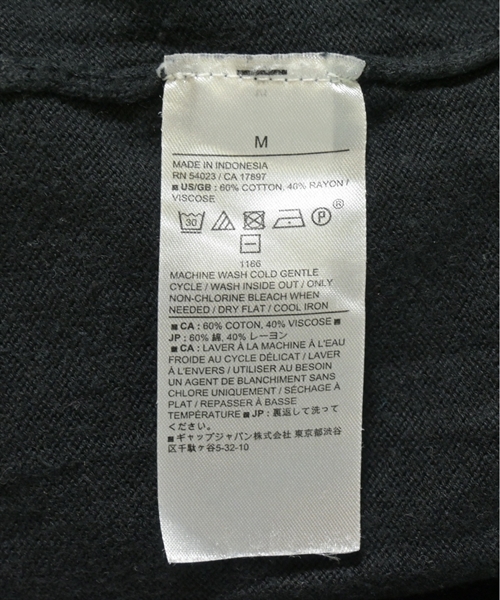 M
MADE IN INDONESIA
RN 54023 / CA 17897
■ US/GB : 60% COTTON, 40% RAYON /
VISCOSE
30 P ®
1166
MACHINE WASH COLD GENTLE
CYCLE / WASH INSIDE OUT / ONLY
NON-CHLORINE BLEACH WHEN
NEEDED / DRY FLAT / COOL IRON
■ CA : 60% COTON, 40% VISCOSE ■
JP : 60% 綿, 40% レーヨン
■ CA : LAVER À LA MACHINE À L'EAU
FROIDE AU CYCLE DÉLICAT / LAVER
À L'ENVERS / UTILISER AU BESOIN
UN AGENT DE BLANCHIMENT SANS
CHLORE UNIQUEMENT / SÉCHAGE À
PLAT / REPASSER À BASSE
TEMPÉRATURE ■ JP : 裏返して洗って
ください。
■ ギャップジャパン株式会社 東京都渋谷
区千駄ヶ谷5-32-10